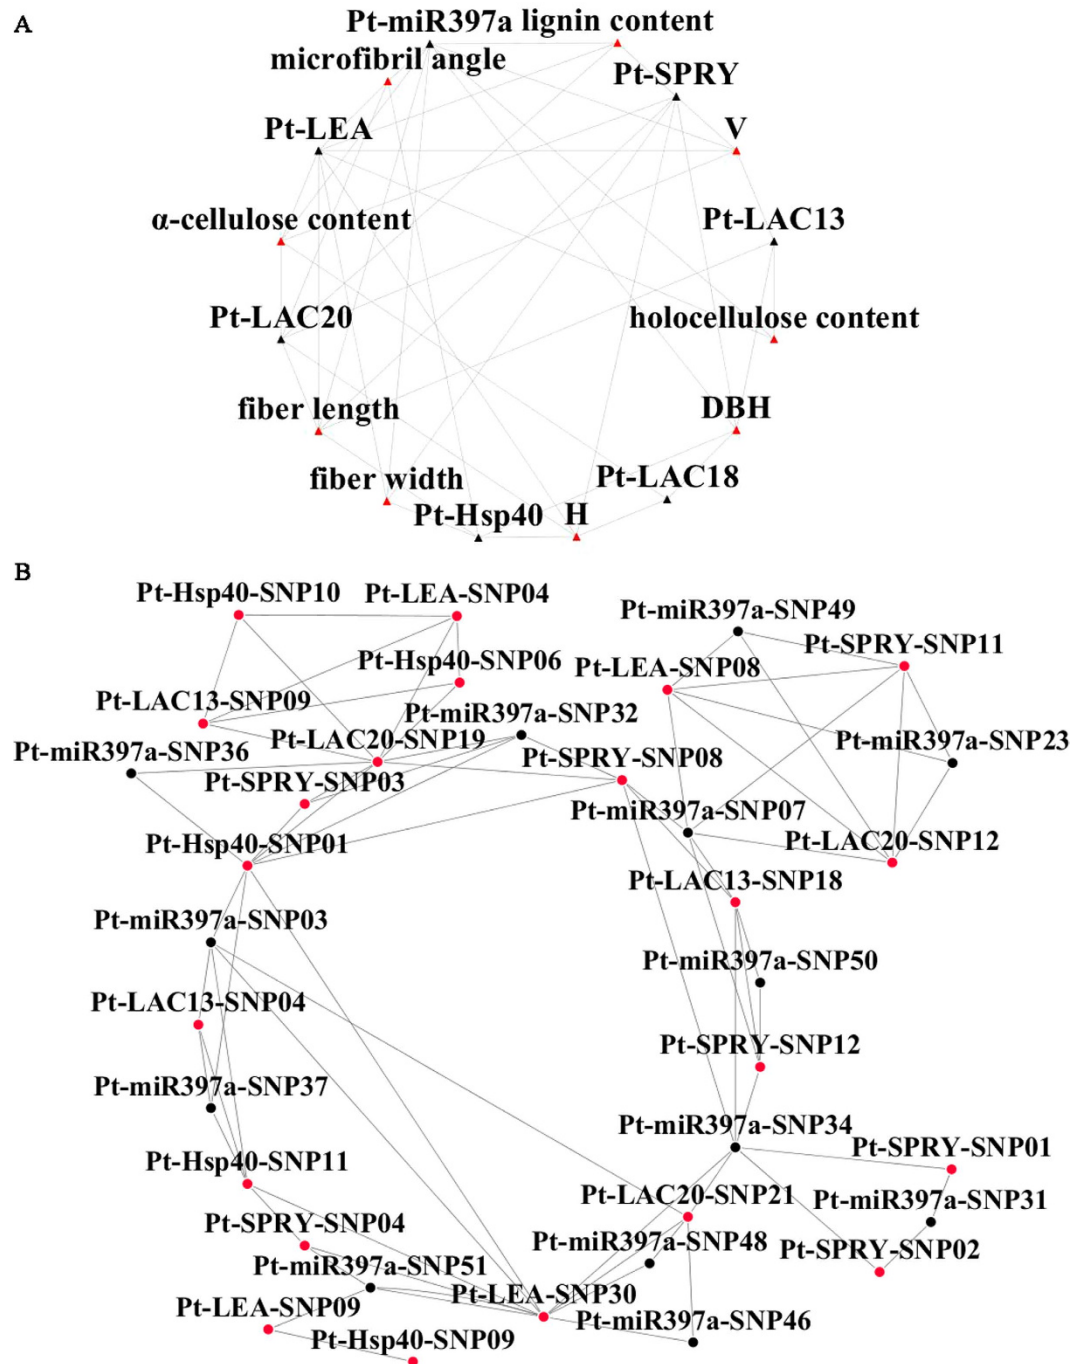 A
Pt-miR397a lignin content
microfibril angle
Pt-SPRY
Pt-LEA
V
α-cellulose content
Pt-LAC13
Pt-LAC20
holocellulose content
fiber length
DBH
fiber width
Pt-LAC18
Pt-Hsp40
H
B
Pt-Hsp40-SNP10
Pt-LEA-SNP04
Pt-miR397a-SNP49
Pt-SPRY-SNP11
Pt-Hsp40-SNP06
Pt-LEA-SNP08
Pt-LAC13-SNP09
Pt-miR397a-SNP32
Pt-miR397a-SNP36
Pt-LAC20-SNP19
Pt-miR397a-SNP23
Pt-SPRY-SNP03
Pt-SPRY-SNP08
Pt-miR397a-SNP07
Pt-Hsp40-SNP01
Pt-LAC20-SNP12
Pt-LAC13-SNP18
Pt-miR397a-SNP03
Pt-miR397a-SNP50
Pt-LAC13-SNP04
Pt-SPRY-SNP12
Pt-miR397a-SNP37
Pt-miR397a-SNP34
Pt-Hsp40-SNP11
Pt-SPRY-SNP01
Pt-LAC20-SNP21
Pt-miR397a-SNP31
Pt-SPRY-SNP04
Pt-miR397a-SNP48
Pt-SPRY-SNP02
Pt-miR397a-SNP51
Pt-LEA-SNP09
Pt-LEA-SNP30
Pt-miR397a-SNP46
Pt-Hsp40-SNP09